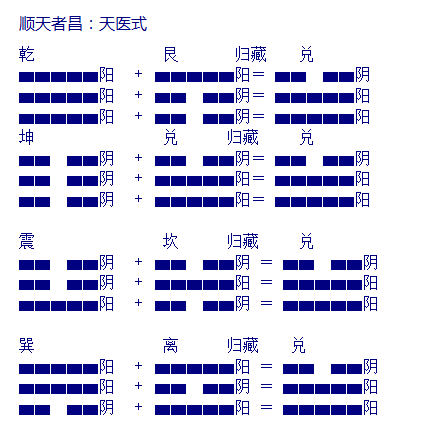 顺天者昌：天医式
乾 艮 归藏 兑
阳 + 阳＝ 阴
阳 + 阴＝ 阳
阳 + 阴＝ 阳
坤 兑 归藏 兑
阴 + 阴＝ 阴
阴 + 阳＝ 阳
阴 + 阳＝ 阳
震 坎 归藏 兑
阴 + 阴 ＝ 阴
阴 + 阳 ＝ 阳
阳 + 阴 ＝ 阳
巽 离 归藏 兑
阳 + 阳 ＝ 阴
阳 + 阴 ＝ 阳
阴 + 阳 ＝ 阳